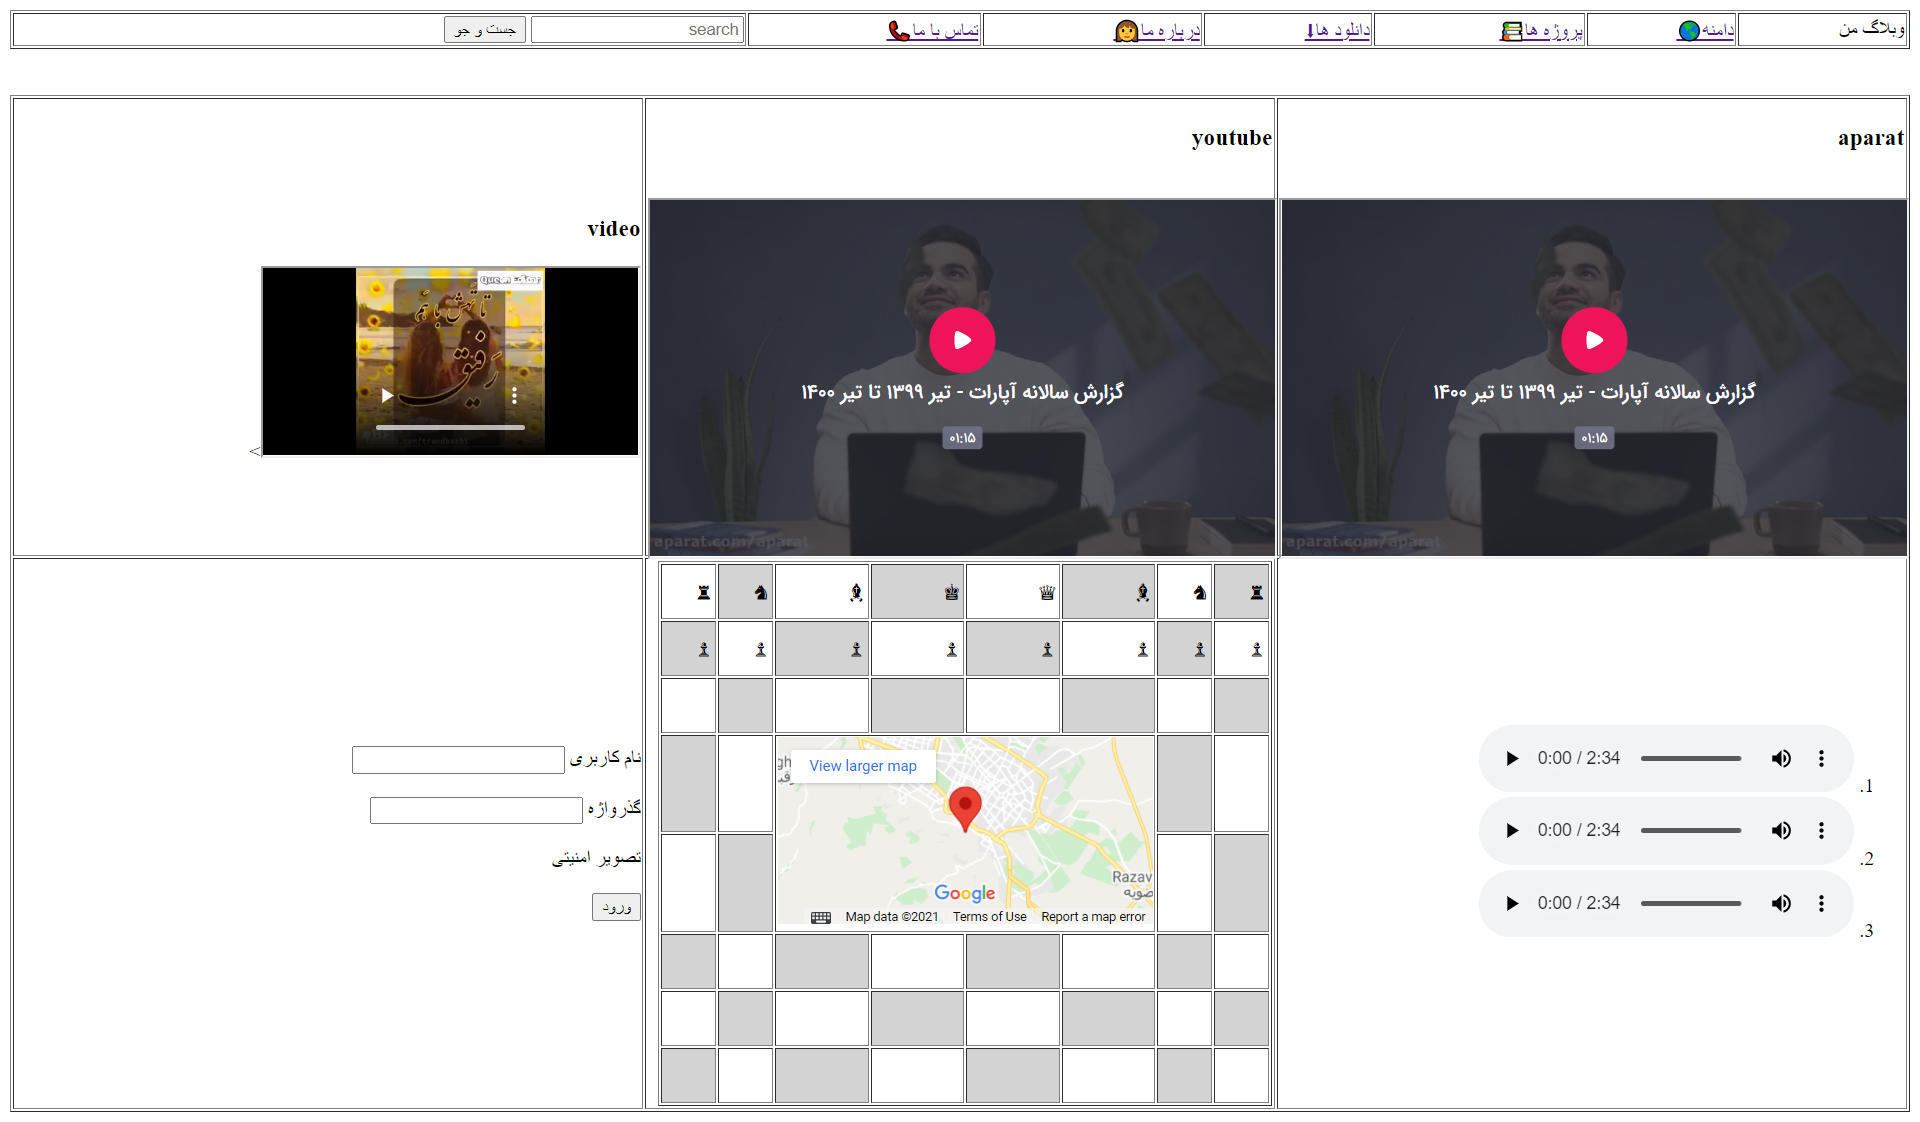 وبلاگ من
دامنه🌎
پروژه ها📚
دانلود ها⬇
درباره ما👩
تماس با ما📞
search
جست و جو
aparat
گزارش سالانه آپارات - تیر ۱۳۹۹ تا تیر ۱۴۰۰
۰۱:۱۵
aparat.com/aparat
youtube
گزارش سالانه آپارات - تیر ۱۳۹۹ تا تیر ۱۴۰۰
۰۱:۱۵
aparat.com/aparat
video
Queen
تا تهش با هم
رفیق
>
0:00 / 2:34
.1
0:00 / 2:34
.2
0:00 / 2:34
.3
♜ ♞ ♝ ♚ ♛ ♝ ♞ ♜
View larger map
Razav
ضویه
Google
Map data ©2021 Terms of Use Report a map error
نام کاربری
گذرواژه
تصویر امنیتی
ورود